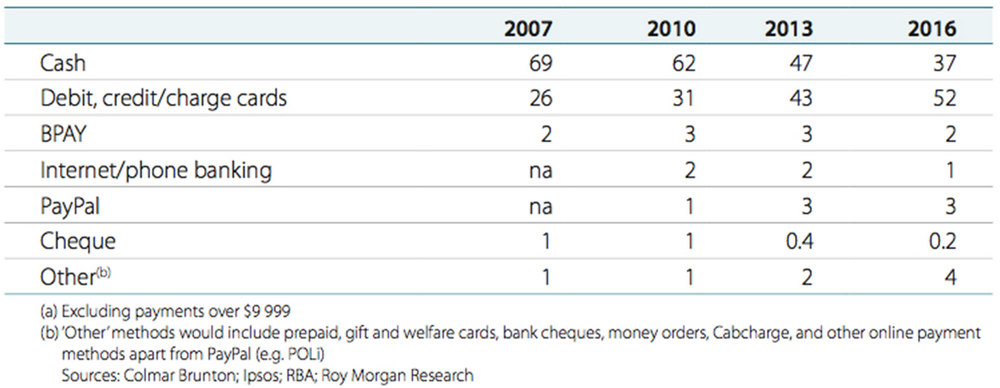 2007 2010 2013 2016
Cash 69 62 47 37
Debit, credit/charge cards 26 31 43 52
BPAY 2 3 3 2
Internet/phone banking na 2 2 1
PayPal na 1 3 3
Cheque 1 1 0.4 0.2
Other(b) 1 1 2 4
(a) Excluding payments over $9 999
(b) 'Other' methods would include prepaid, gift and welfare cards, bank cheques, money orders, Cabcharge, and other online payment
methods apart from PayPal (e.g. POLi)
Sources: Colmar Brunton; Ipsos; RBA; Roy Morgan Research